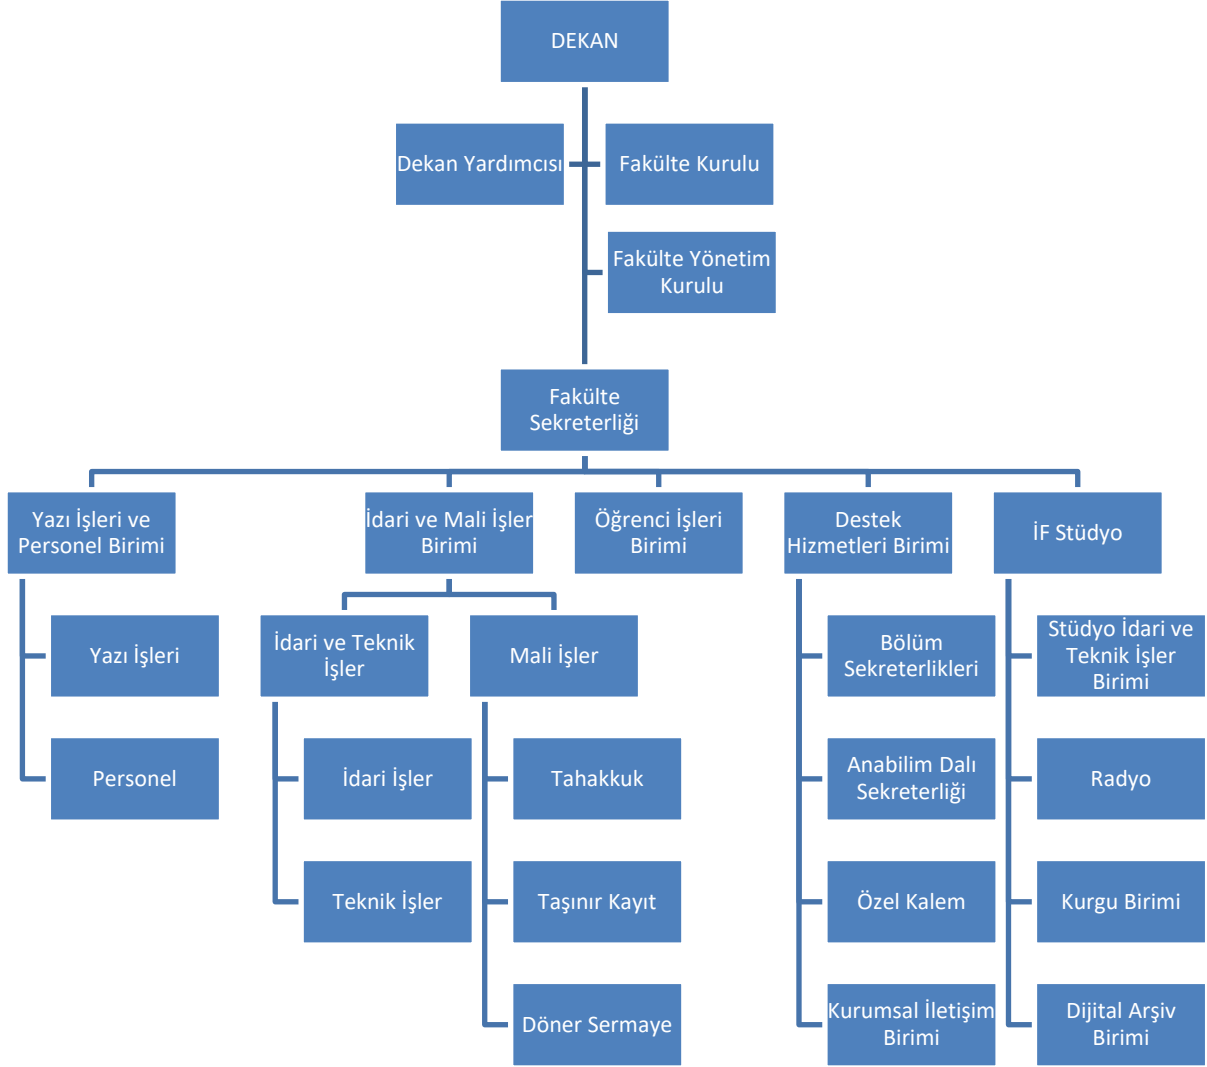 DEKAN
Dekan Yardımcısı
Fakülte Kurulu
Fakülte Yönetim
Kurulu
Fakülte
Sekreterliği
Yazı İşleri ve
Personel Birimi
İdari ve Mali İşler
Birimi
Öğrenci İşleri
Birimi
Destek
Hizmetleri Birimi
İF Stüdyo
Yazı İşleri
Personel
İdari ve Teknik
İşler
İdari İşler
Teknik İşler
Mali İşler
Tahakkuk
Taşınır Kayıt
Döner Sermaye
Bölüm
Sekreterlikleri
Anabilim Dalı
Sekreterliği
Özel Kalem
Kurumsal İletişim
Birimi
Stüdyo İdari ve
Teknik İşler
Birimi
Radyo
Kurgu Birimi
Dijital Arşiv
Birimi